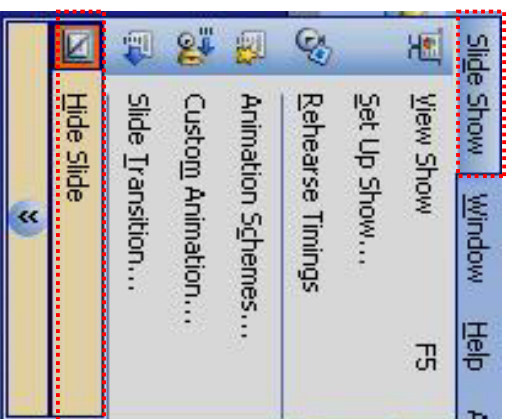 Slide Show Window Help A
View Show F5
Set Up Show...
Rehearse Timings
Animation Schemes...
Custom Animation...
Slide Transition...
Hide Slide